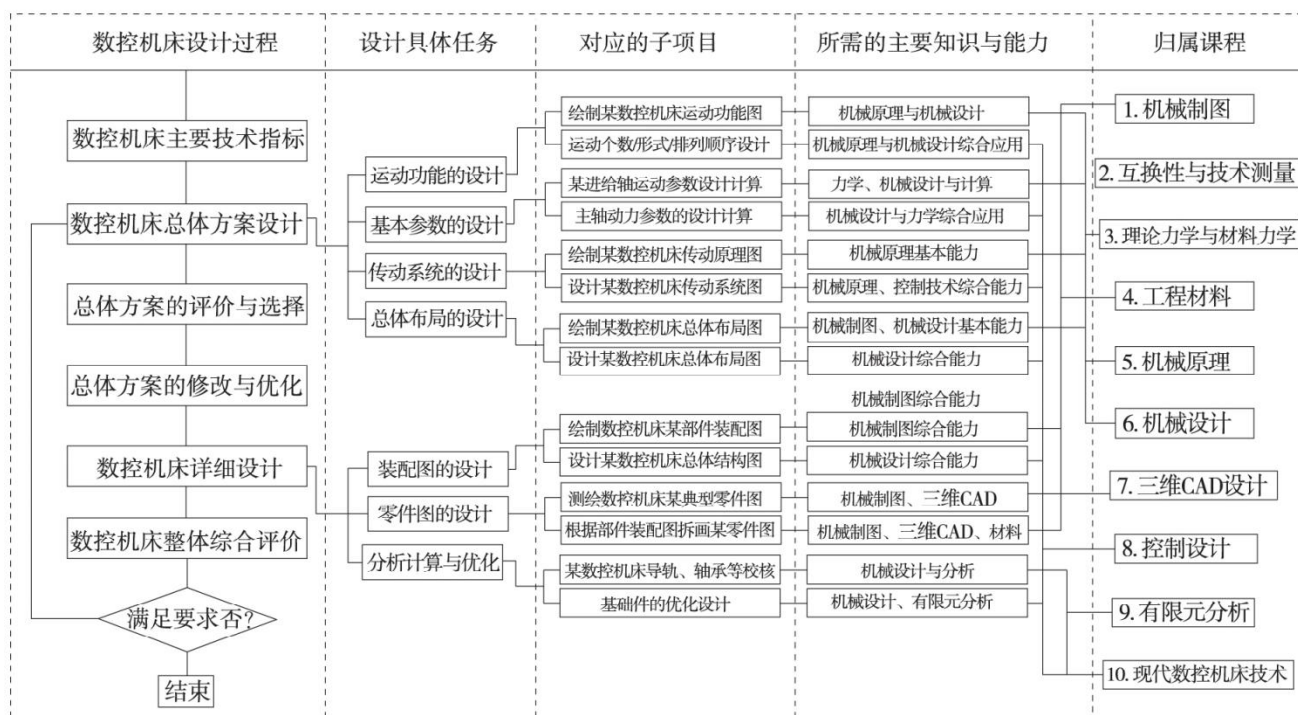 数控机床设计过程
设计具体任务
对应的子项目
所需的主要知识与能力
归属课程
数控机床主要技术指标
数控机床总体方案设计
总体方案的评价与选择
总体方案的修改与优化
数控机床详细设计
数控机床整体综合评价
满足要求否?
结束
运动功能的设计
基本参数的设计
传动系统的设计
总体布局的设计
装配图的设计
零件图的设计
分析计算与优化
绘制某数控机床运动功能图
运动个数/形式/排列顺序设计
某进给轴运动参数设计计算
主轴动力参数的设计计算
绘制某数控机床传动原理图
设计某数控机床传动系统图
绘制某数控机床总体布局图
设计某数控机床总体布局图
绘制数控机床某部件装配图
设计某数控机床总体结构图
测绘数控机床某典型零件图
根据部件装配图拆画某零件图
某数控机床导轨、轴承等校核
基础件的优化设计
机械原理与机械设计
机械原理与机械设计综合应用
力学、机械设计与计算
机械设计与力学综合应用
机械原理基本能力
机械原理、控制技术综合能力
机械制图、机械设计基本能力
机械设计综合能力
机械制图综合能力
机械制图综合能力
机械设计综合能力
机械制图、三维CAD
机械制图、三维CAD、材料
机械设计与分析
机械设计、有限元分析
1.机械制图
2.互换性与技术测量
3.理论力学与材料力学
4.工程材料
5.机械原理
6.机械设计
7.三维CAD设计
8.控制设计
9.有限元分析
10.现代数控机床技术